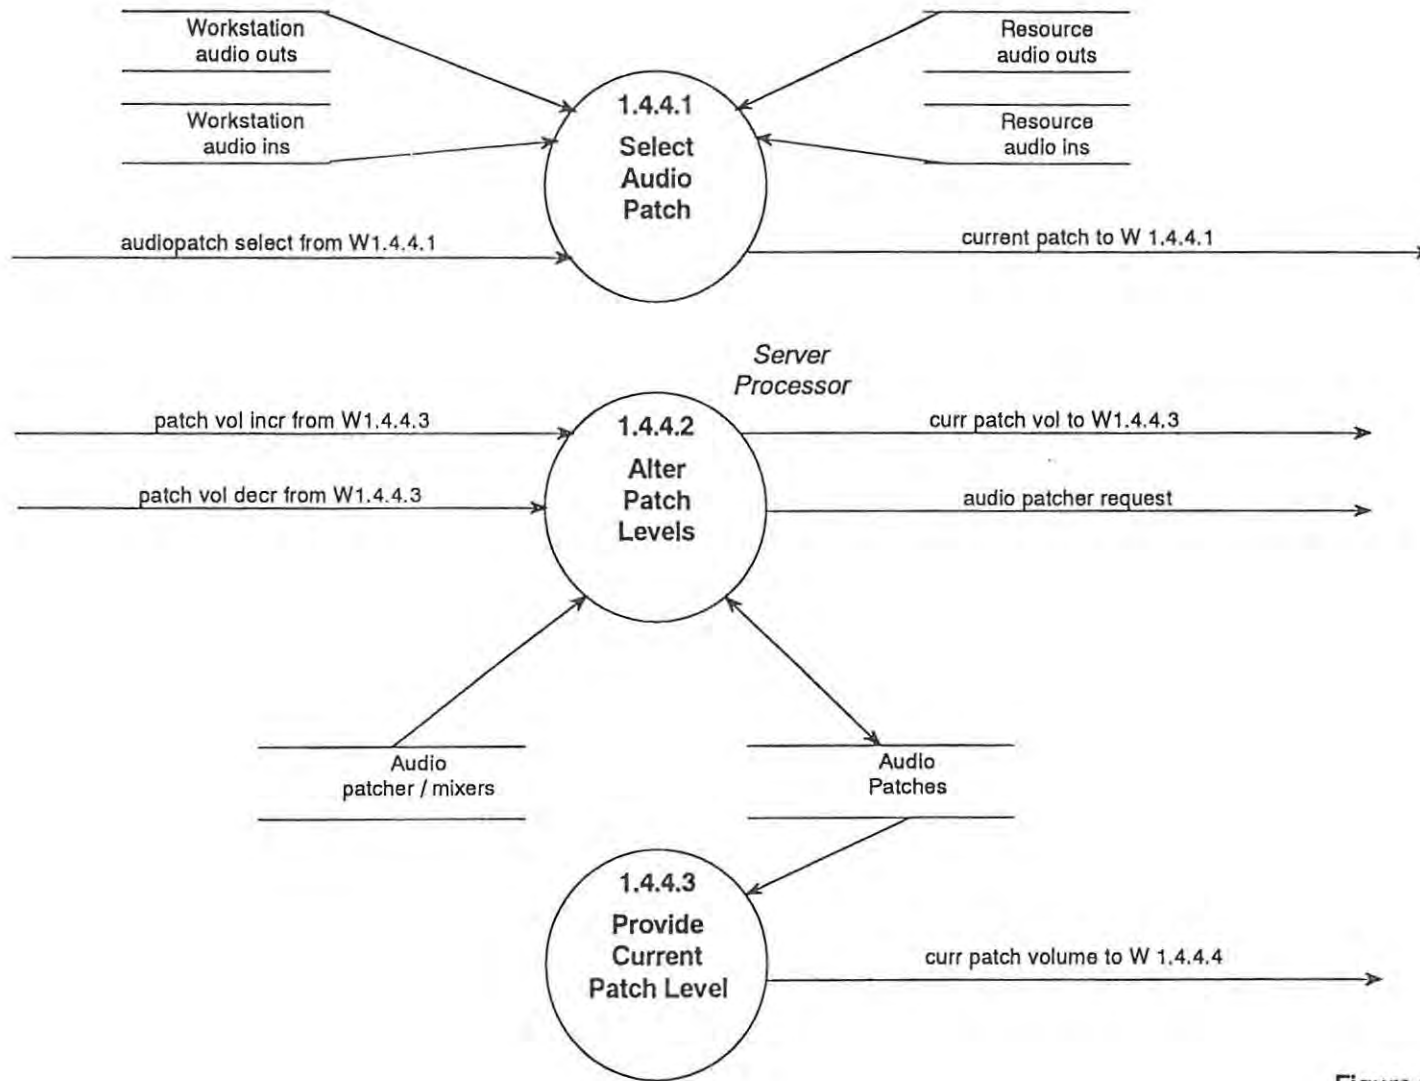 Workstation
audio outs
Resource
audio outs
Workstation
audio ins
Resource
audio ins
1.4.4.1
Select
Audio
Patch
audiopatch select from W1.4.4.1
current patch to W 1.4.4.1
Server
Processor
patch vol incr from W1.4.4.3
patch vol decr from W1.4.4.3
1.4.4.2
Alter
Patch
Levels
curr patch vol to W1.4.4.3
audio patcher request
Audio
patcher / mixers
Audio
Patches
1.4.4.3
Provide
Current
Patch Level
curr patch volume to W 1.4.4.4
Figure